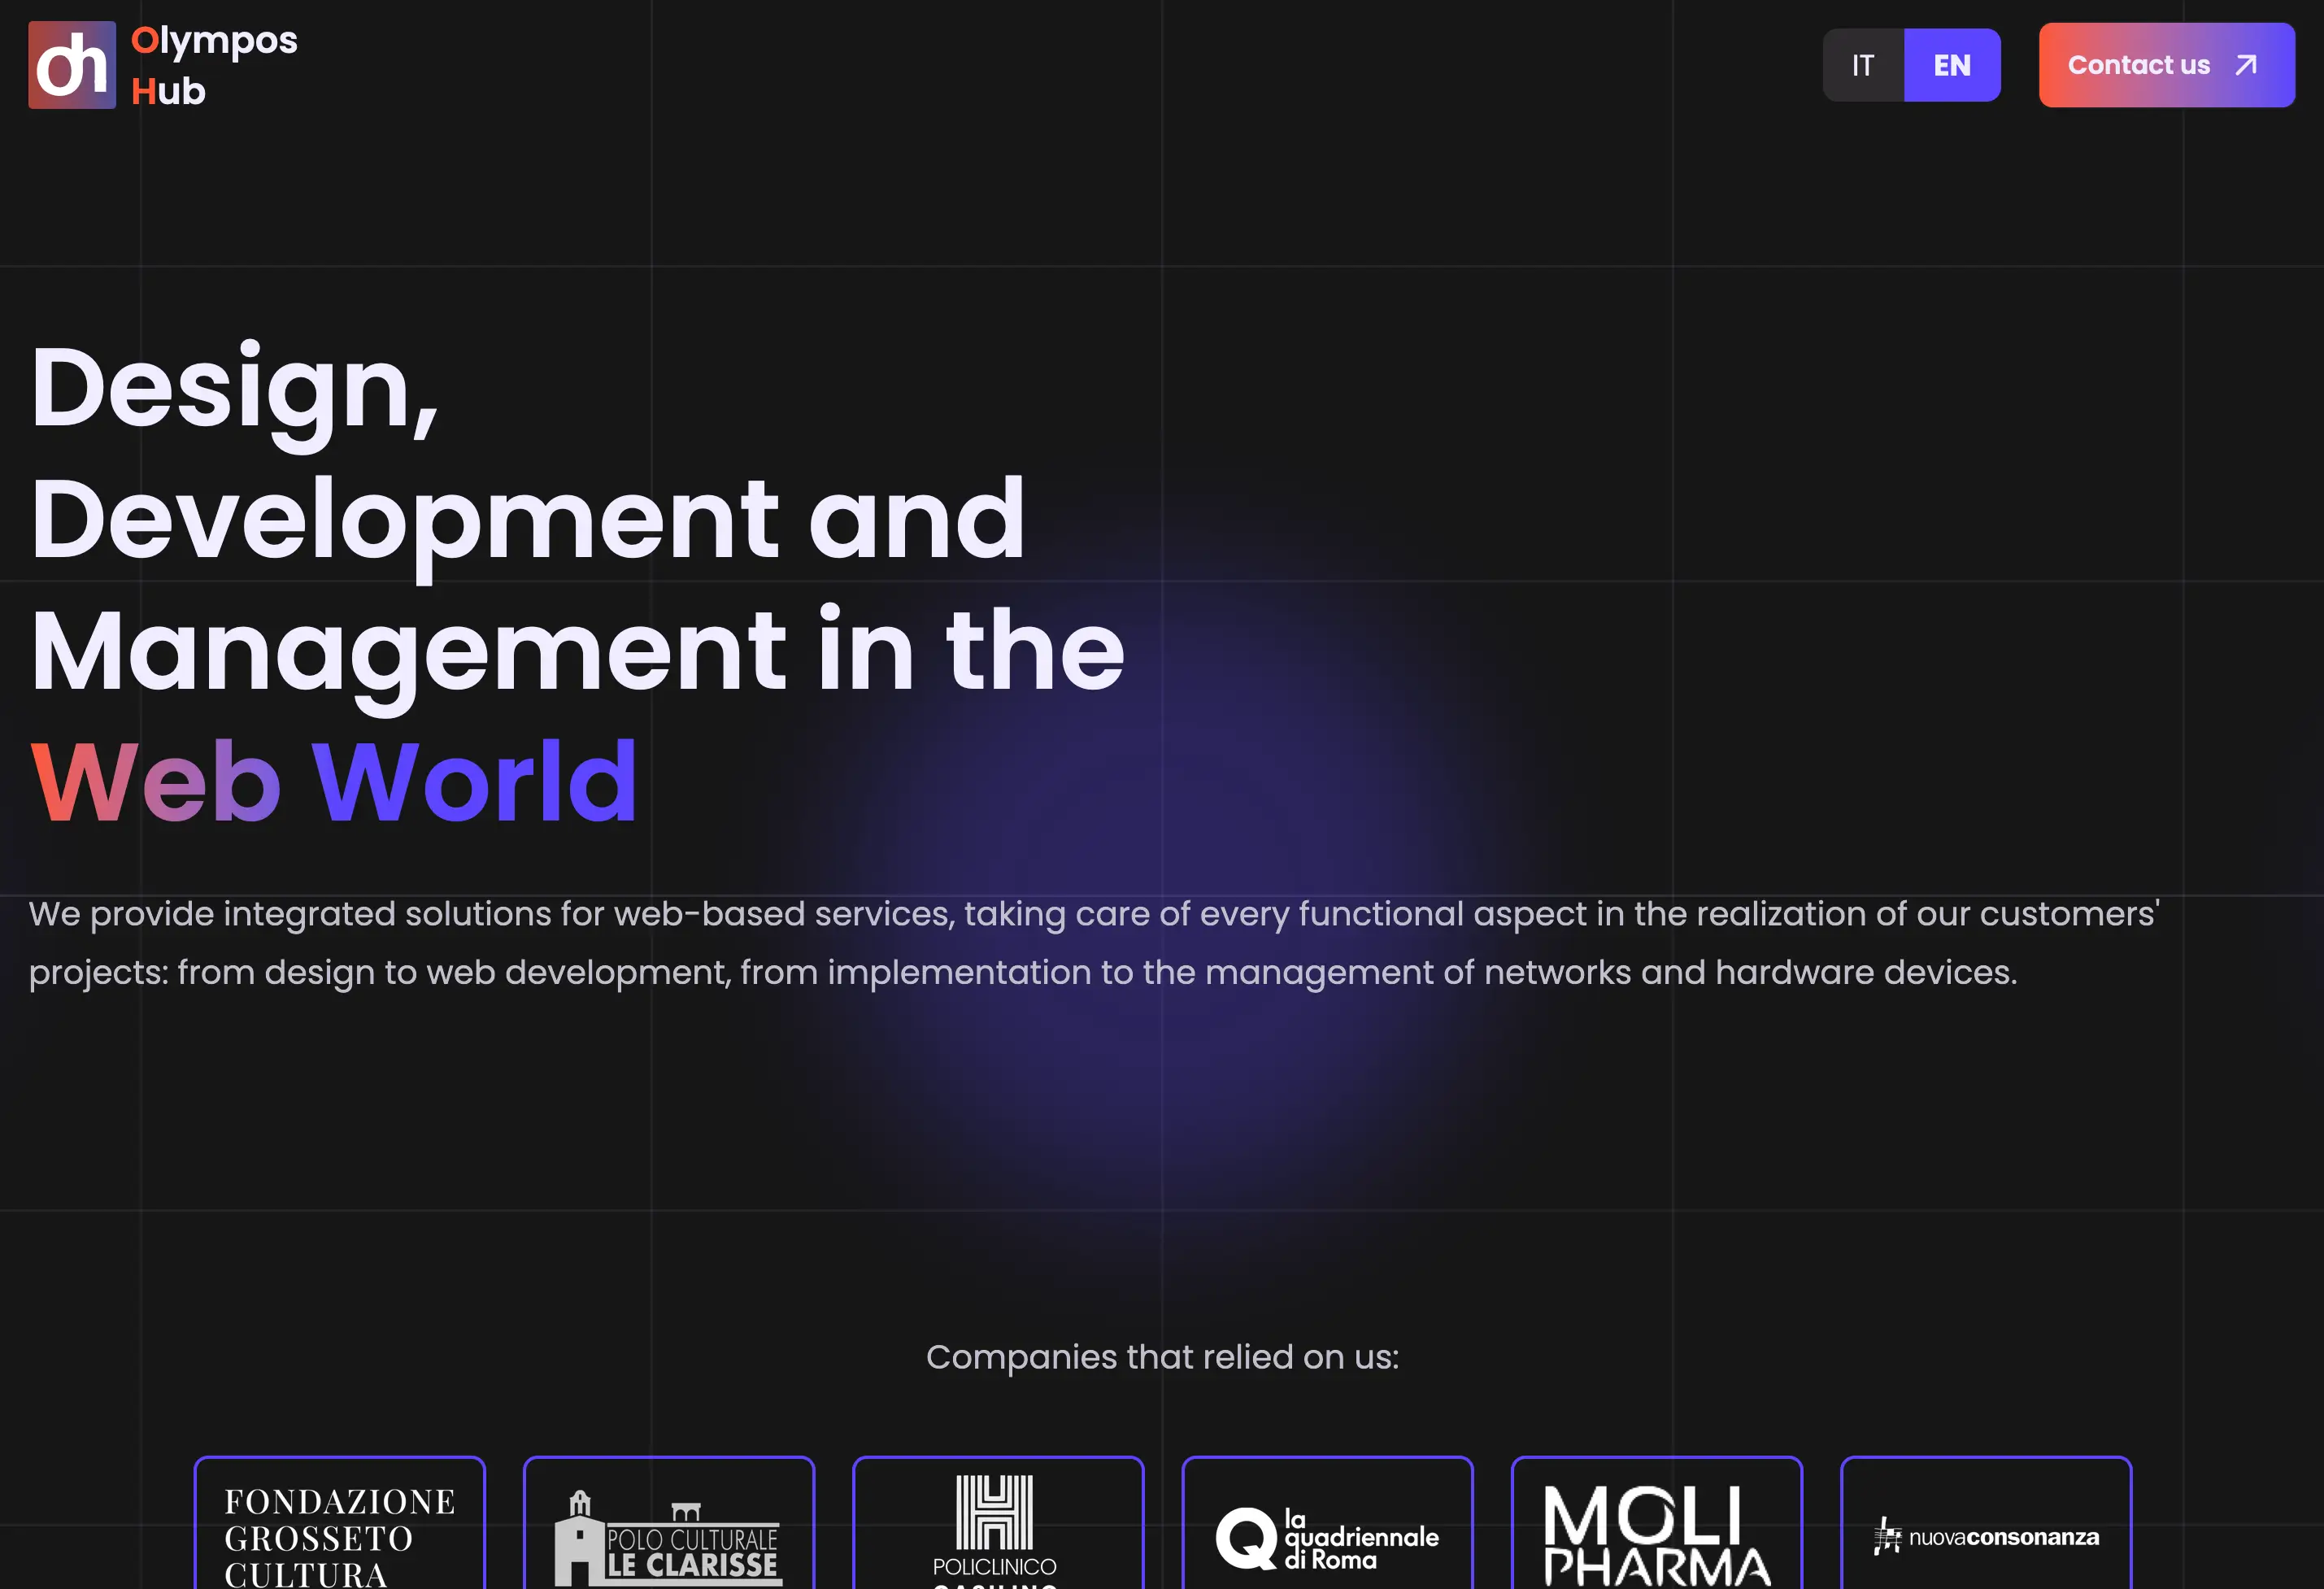 Olympos
Hub
IT
EN
Contact us
Design,
Development and
Management in the
Web World
We provide integrated solutions for web-based services, taking care of every functional aspect in the realization of our customers'
projects: from design to web development, from implementation to the management of networks and hardware devices.
Companies that relied on us:
FONDAZIONE
GROSSETO
CULTURA
POLO CULTURALE
LE CLARISSE
POLICLINICO
la
quadriennale
di Roma
MOLI
PHARMA
nuovaconsonanza